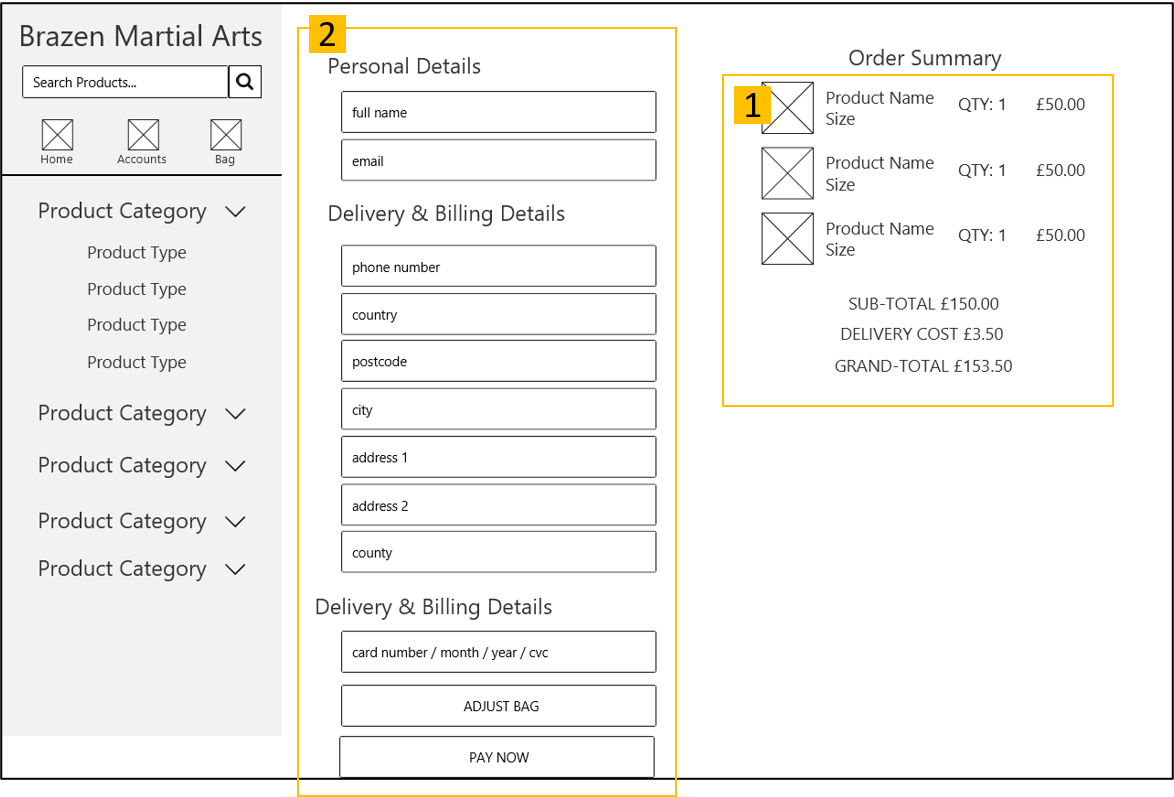 Brazen Martial Arts
Search Products...
Home
Accounts
Bag
Product Category
Product Type
Product Type
Product Type
Product Type
Product Category
Product Category
Product Category
Product Category
2
Personal Details
full name
email
Delivery & Billing Details
phone number
country
postcode
city
address 1
address 2
county
Delivery & Billing Details
card number / month / year / cvc
ADJUST BAG
PAY NOW
Order Summary
1
Product Name QTY: 1 £50.00
Size
Product Name QTY: 1 £50.00
Size
Product Name QTY: 1 £50.00
Size
SUB-TOTAL £150.00
DELIVERY COST £3.50
GRAND-TOTAL £153.50